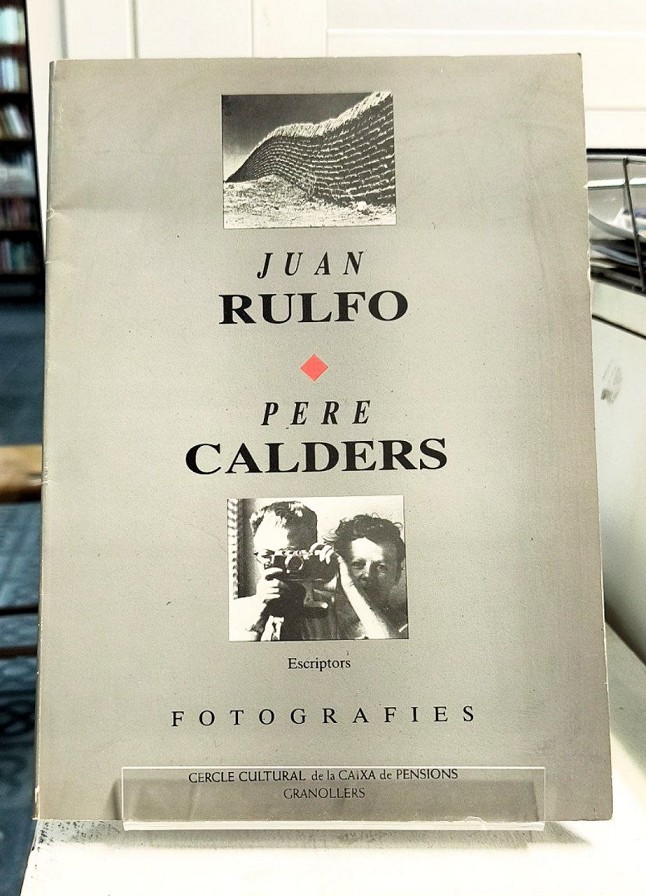 JUAN
RULFO
PERE
CALDERS
Escriptors
FOTOGRAFIES
CERCLE CULTURAL de la CAIXA de PENSIONS
GRANOLLERS